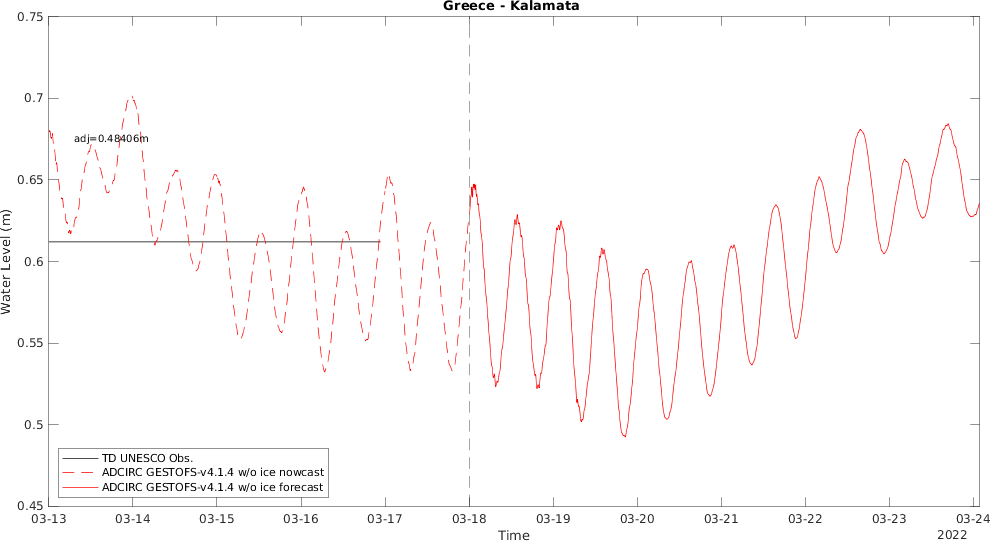 Greece - Kalamata
0.75
0.7
0.65
0.6
0.55
0.5
0.45
Water Level (m)
adj=0.48406m
TD UNESCO Obs.
ADCIRC GESTOFS-v4.1.4 w/o ice nowcast
ADCIRC GESTOFS-v4.1.4 w/o ice forecast
03-13 03-14 03-15 03-16 03-17 03-18 03-19 03-20 03-21 03-22 03-23 03-24
Time
2022